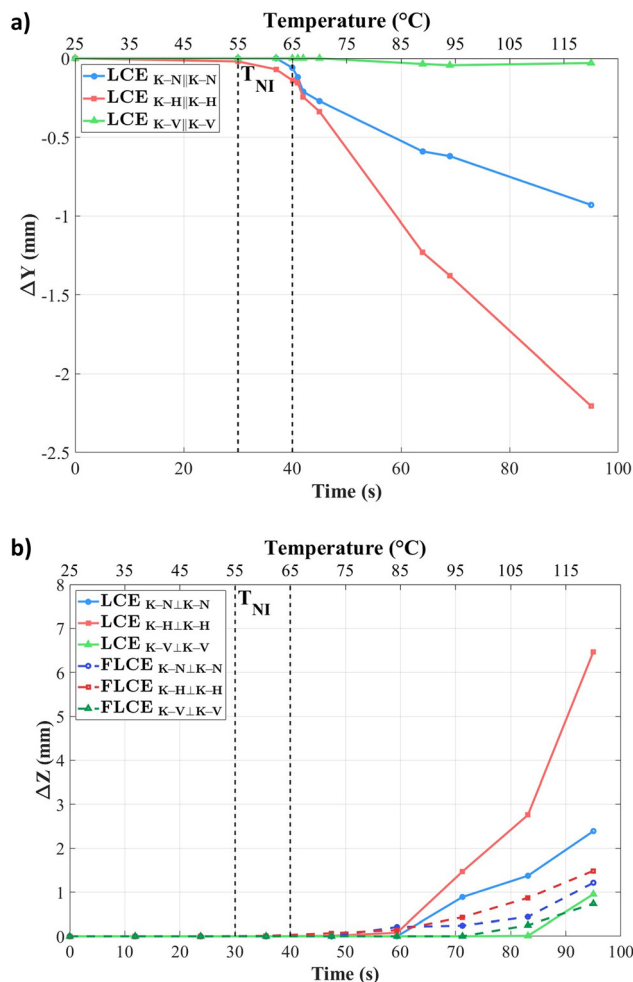 a)
Temperature (°C)
25 35 45 55 65 75 85 95 105 115
0
-0.5
-1
-1.5
-2
-2.5
ΔY (mm)
LCE K–N||K–N
LCE K–H||K–H
LCE K–V||K–V
T NI
0 20 40 60 80 100
Time (s)
b)
Temperature (°C)
25 35 45 55 65 75 85 95 105 115
8
7
6
5
4
3
2
1
0
ΔZ (mm)
LCE K–N⊥K–N
LCE K–H⊥K–H
LCE K–V⊥K–V
FLCE K–N⊥K–N
FLCE K–H⊥K–H
FLCE K–V⊥K–V
T NI
0 10 20 30 40 50 60 70 80 90 100
Time (s)